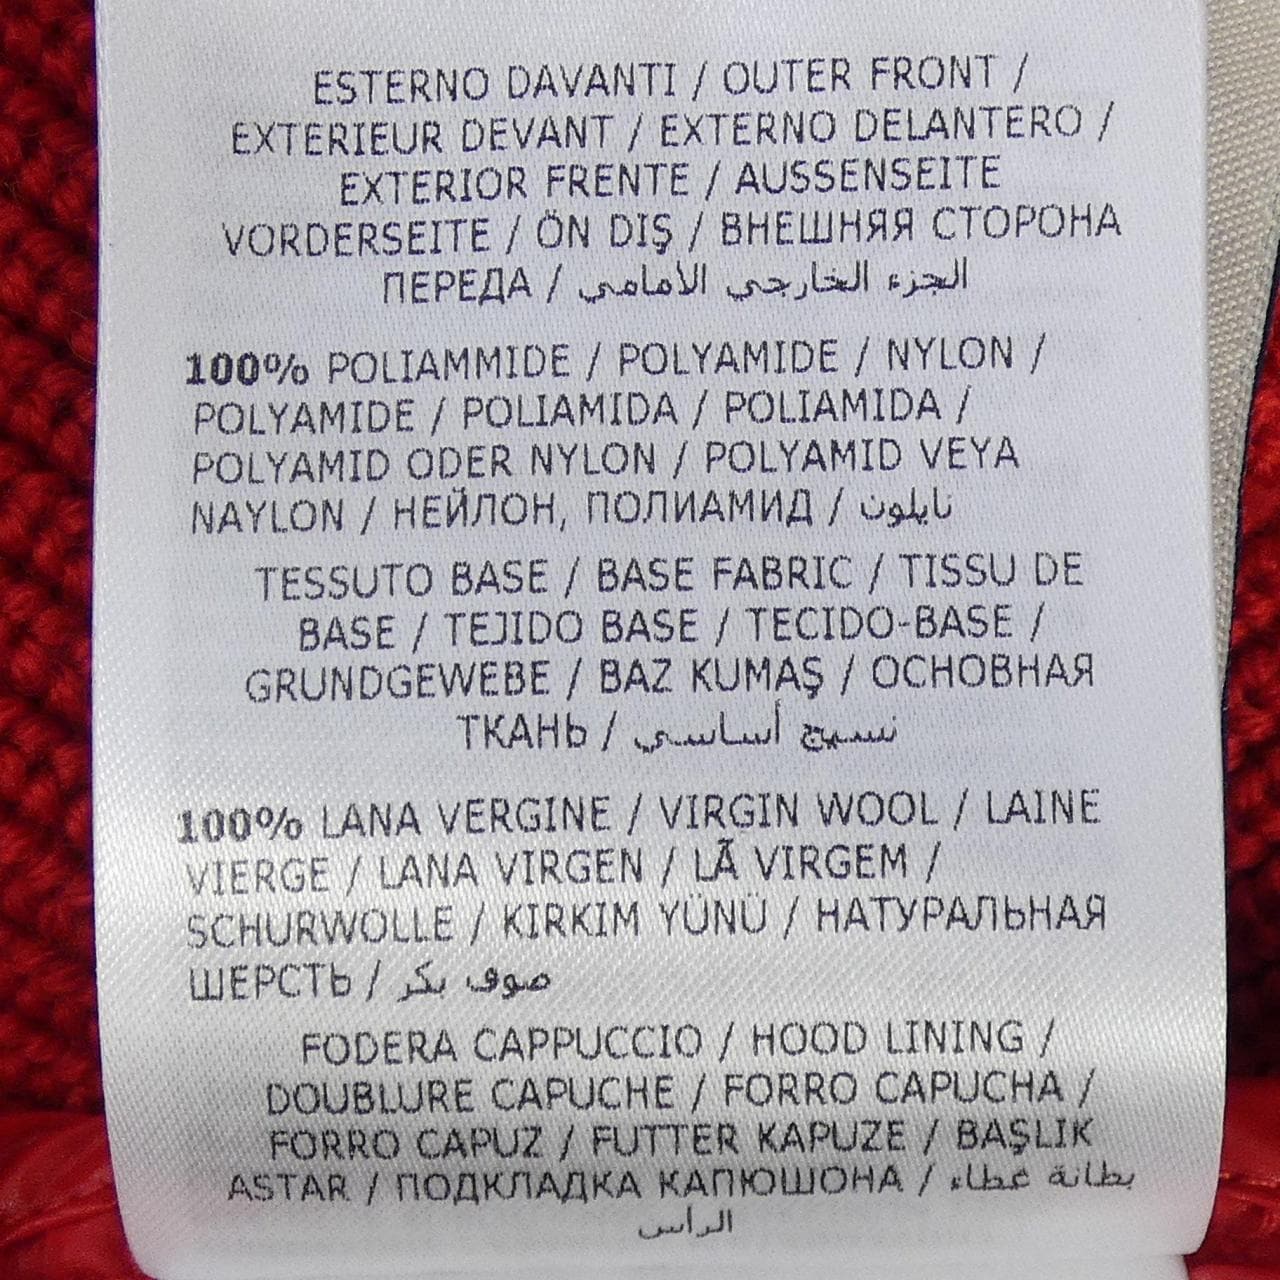 ESTERNO DAVANTI / OUTER FRONT /
EXTERIEUR DEVANT / EXTERNO DELANTERO /
EXTERIOR FRENTE / AUSSENSEITE
VORDERSEITE / ÖN DIŞ / ВНЕШНЯЯ СТОРОНА
ПЕРЕДА / الجزء الخارجي الأمامي
100% POLIAMMIDE / POLYAMIDE / NYLON /
POLYAMIDE / POLIAMIDA / POLIAMIDA /
POLYAMID ODER NYLON / POLYAMID VEYA
NAYLON / НЕЙЛОН, ПОЛИАМИД / نايلون
TESSUTO BASE / BASE FABRIC / TISSU DE
BASE / TEJIDO BASE / TECIDO-BASE /
GRUNDGEWEBE / BAZ KUMAŞ / ОСНОВНАЯ
ТКАНЬ / نسيج أساسي
100% LANA VERGINE / VIRGIN WOOL / LAINE
VIERGE / LANA VIRGEN / LÃ VIRGEM /
SCHURWOLLE / KIRKIM YÜNÜ / НАТУРАЛЬНАЯ
ШЕРСТЬ / صوف بكر
FODERA CAPPUCCIO / HOOD LINING /
DOUBLURE CAPUCHE / FORRO CAPUCHA /
FORRO CAPUZ / FUTTER KAPUZE / BAŞLIK
ASTAR / ПОДКЛАДКА КАПЮШОНА / بطانة غطاء
الرأس